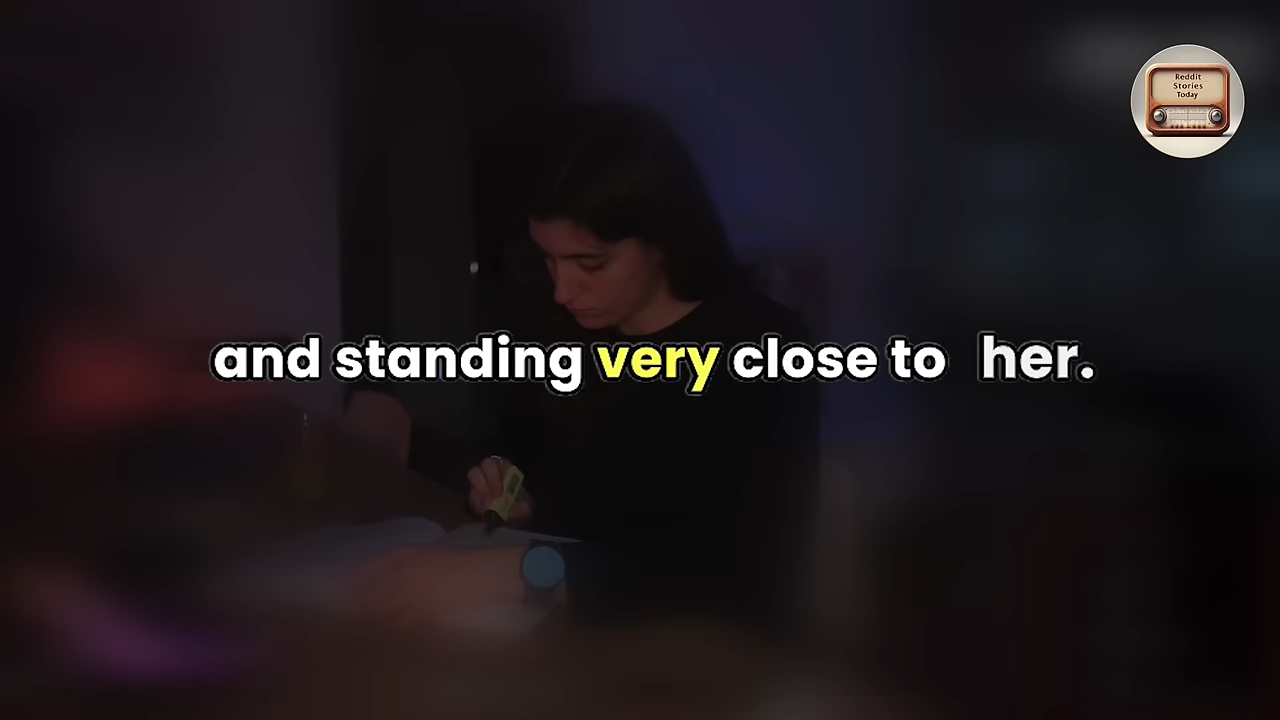 Reddit
Stories
Today
and standing very close to her.